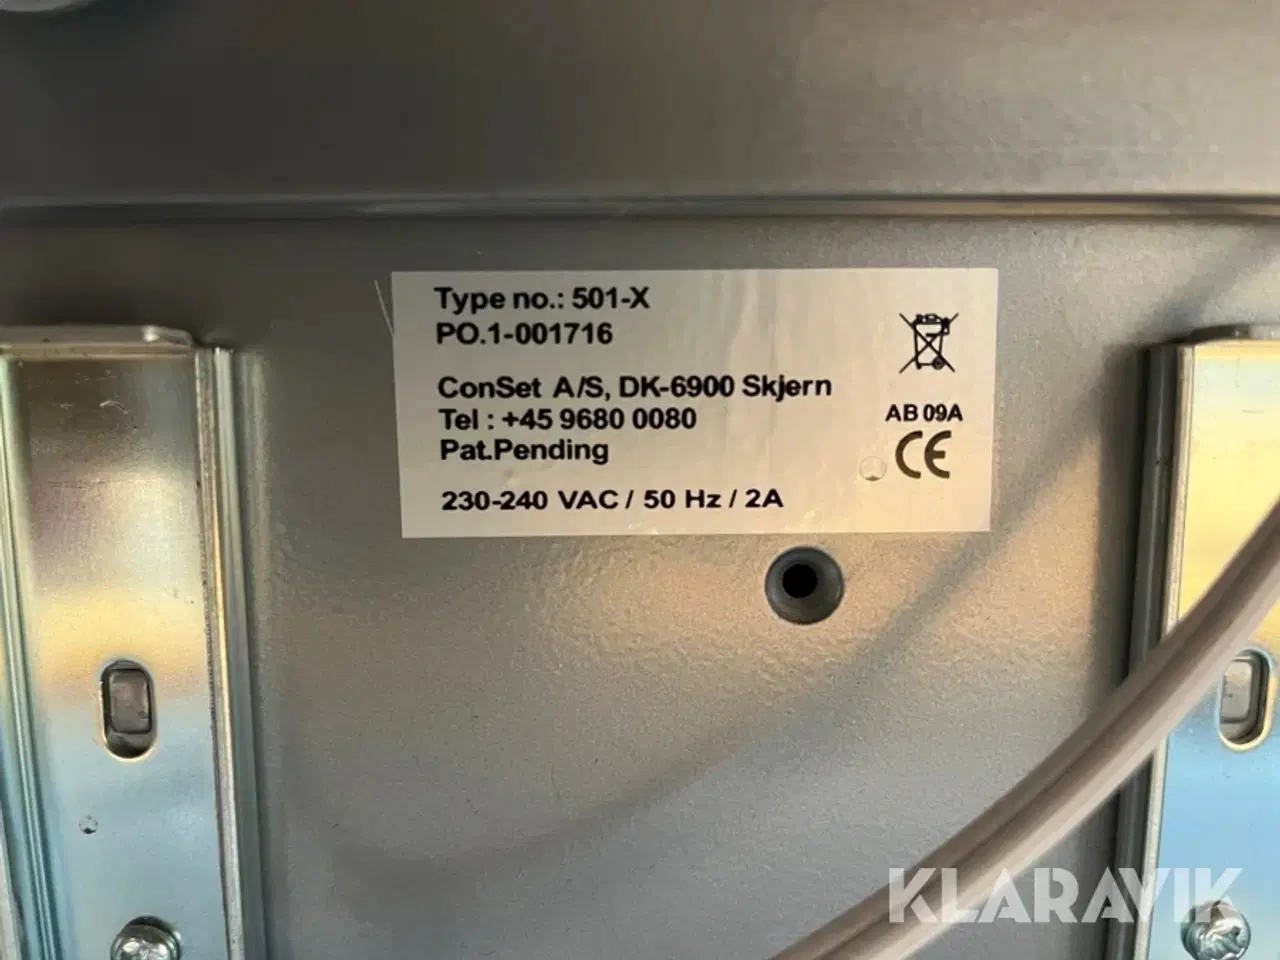 Type no.: 501-X
PO.1-001716
ConSet A/S, DK-6900 Skjern
Tel : +45 9680 0080
Pat.Pending
230-240 VAC / 50 Hz / 2A
AB 09A
CE
KLARAVIK